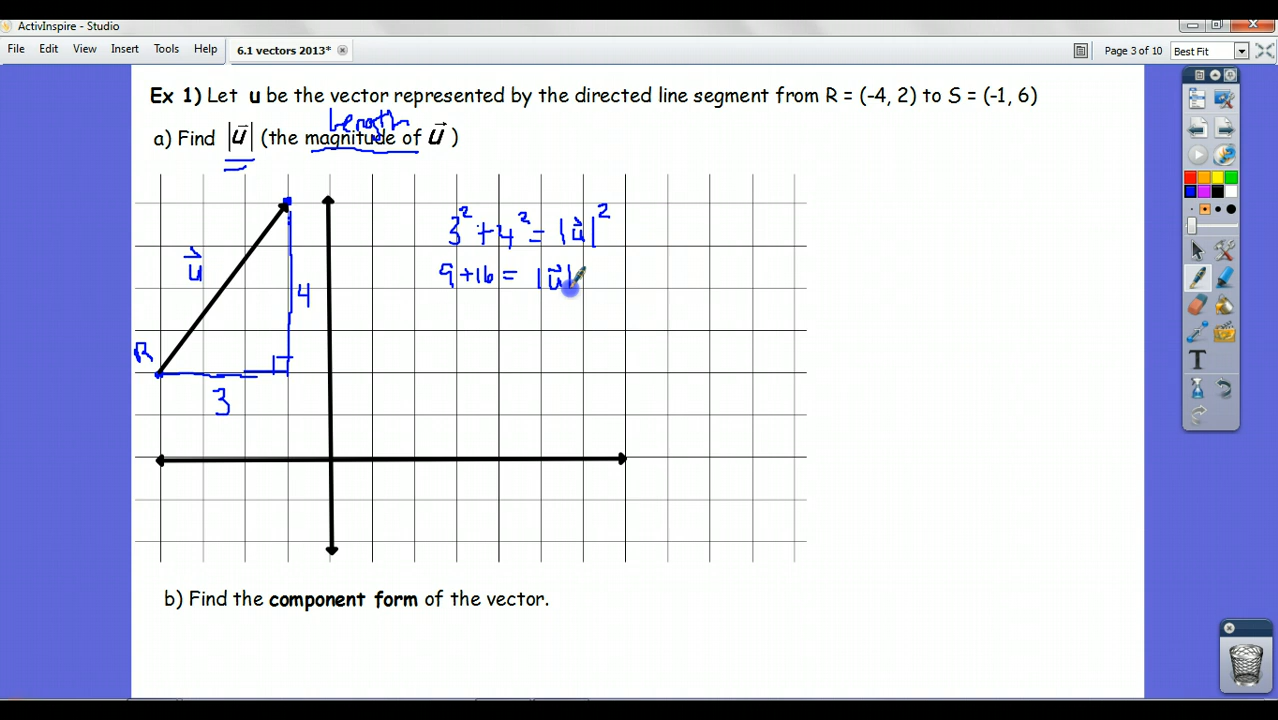 ActivInspire - Studio
File Edit View Insert Tools Help 6.1 vectors 2013* Page 3 of 10 Best Fit
Ex 1) Let u be the vector represented by the directed line segment from R = (-4, 2) to S = (-1, 6)
Length
a) Find |u⃗| (the magnitude of u⃗ )
3² + 4² = |u⃗|²
u⃗
9 + 16 = |u⃗|
4
R
3
T
b) Find the component form of the vector.